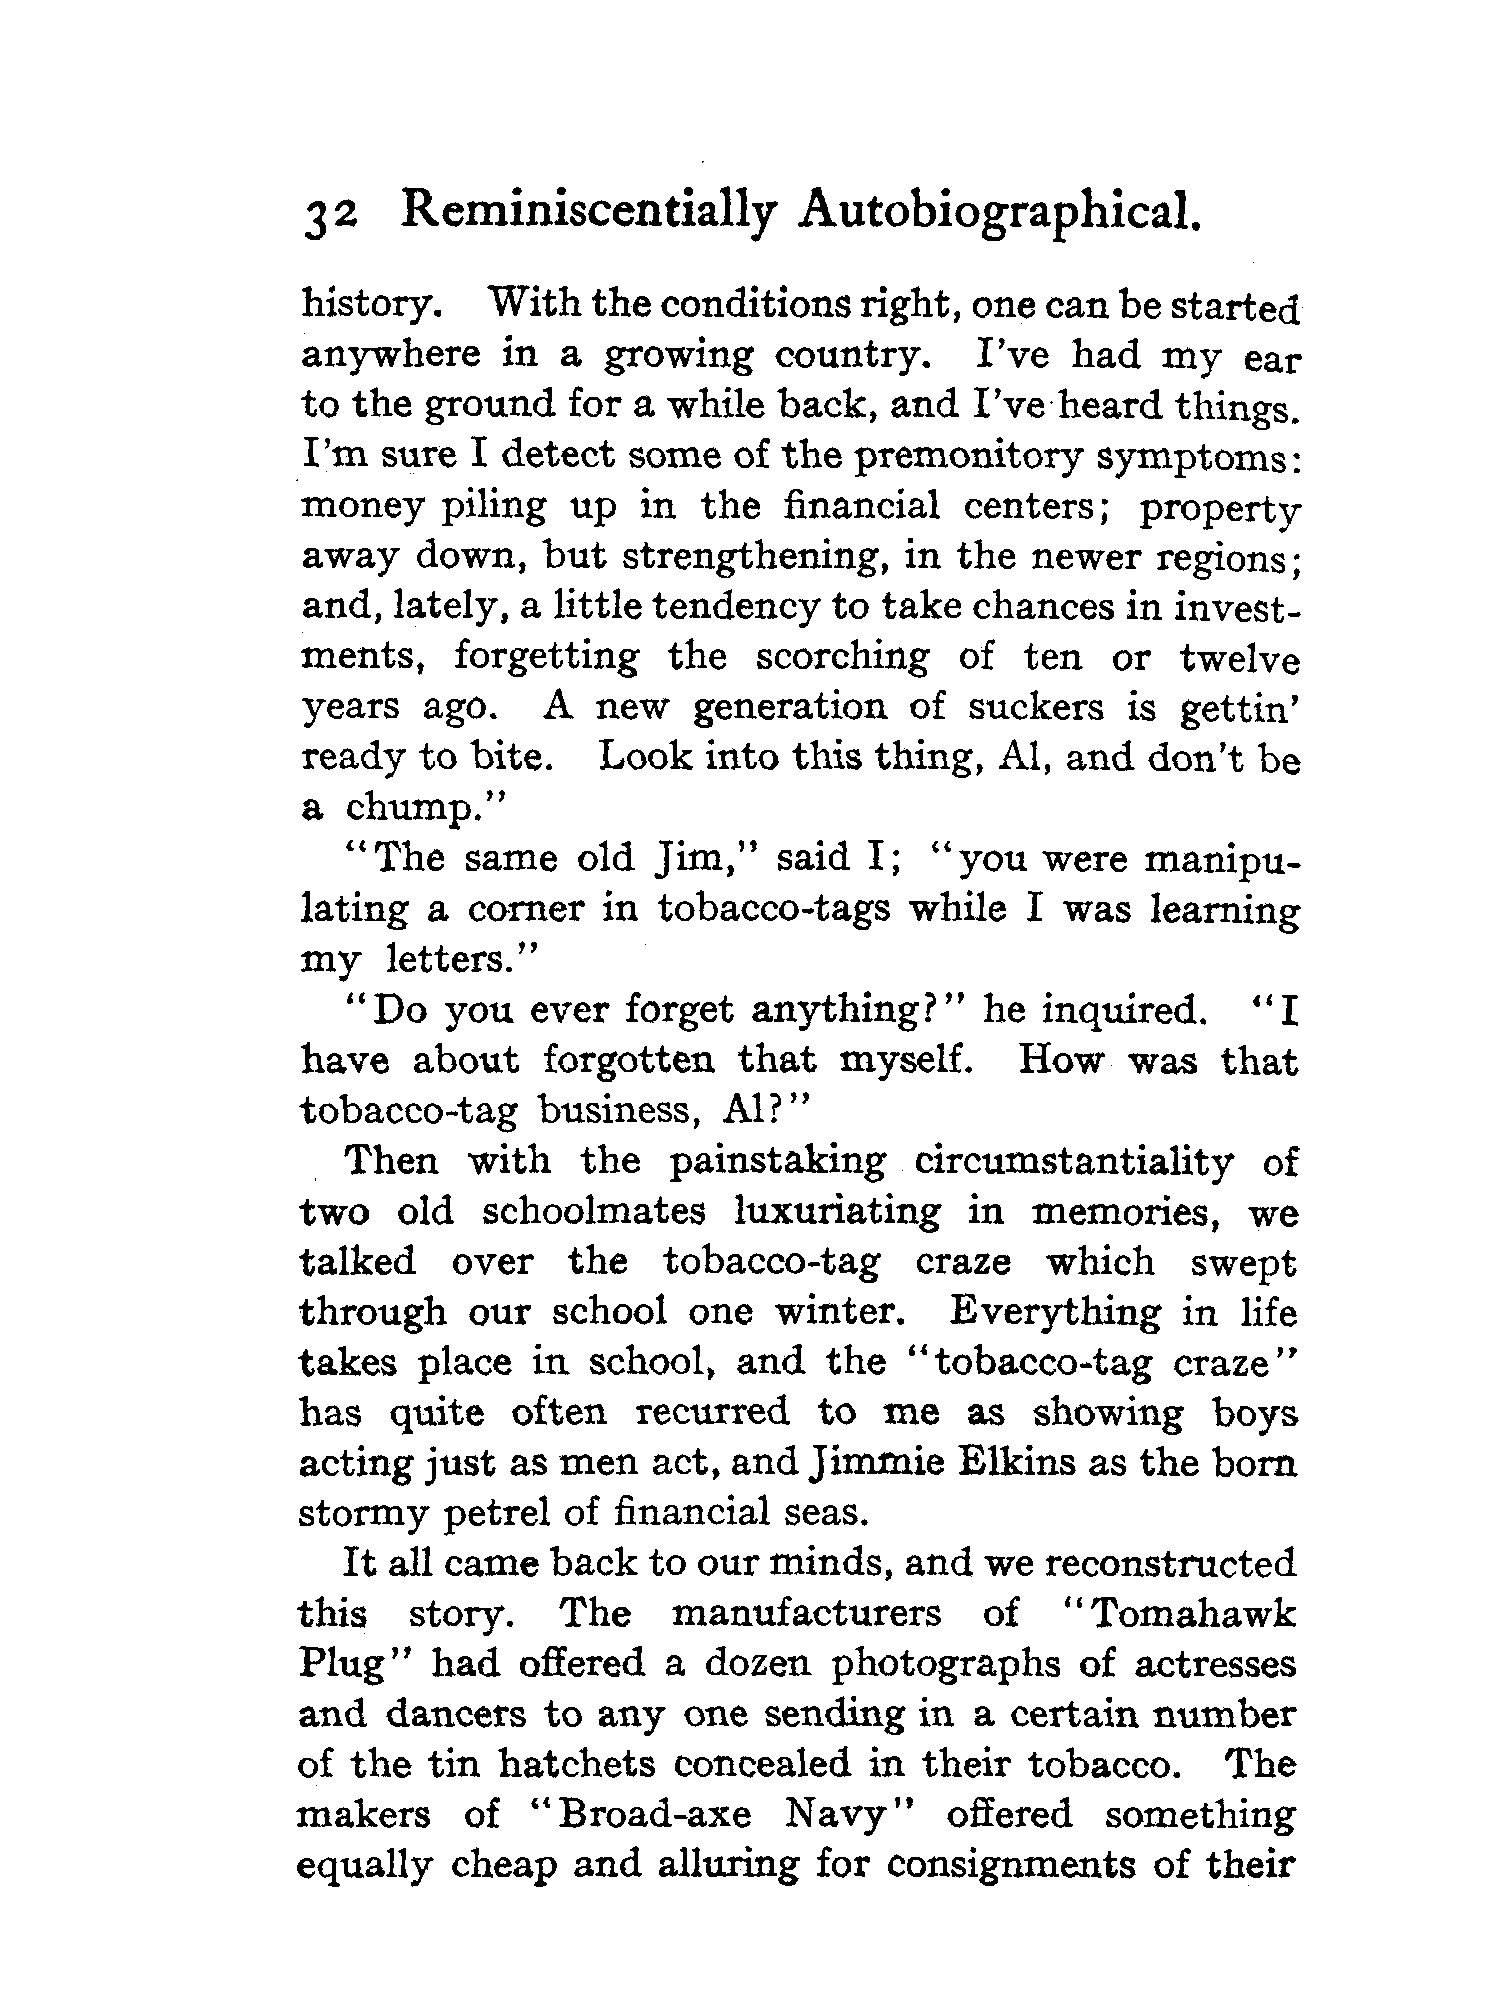 32 Reminiscentially Autobiographical.
history. With the conditions right, one can be started
anywhere in a growing country. I've had my ear
to the ground for a while back, and I've heard things.
I'm sure I detect some of the premonitory symptoms:
money piling up in the financial centers; property
away down, but strengthening, in the newer regions;
and, lately, a little tendency to take chances in invest-
ments, forgetting the scorching of ten or twelve
years ago. A new generation of suckers is gettin'
ready to bite. Look into this thing, Al, and don't be
a chump."
"The same old Jim," said I; "you were manipu-
lating a corner in tobacco-tags while I was learning
my letters."
"Do you ever forget anything?" he inquired. "I
have about forgotten that myself. How was that
tobacco-tag business, Al?"
Then with the painstaking circumstantiality of
two old schoolmates luxuriating in memories, we
talked over the tobacco-tag craze which swept
through our school one winter. Everything in life
takes place in school, and the "tobacco-tag craze"
has quite often recurred to me as showing boys
acting just as men act, and Jimmie Elkins as the born
stormy petrel of financial seas.
It all came back to our minds, and we reconstructed
this story. The manufacturers of "Tomahawk
Plug" had offered a dozen photographs of actresses
and dancers to any one sending in a certain number
of the tin hatchets concealed in their tobacco. The
makers of "Broad-axe Navy" offered something
equally cheap and alluring for consignments of their